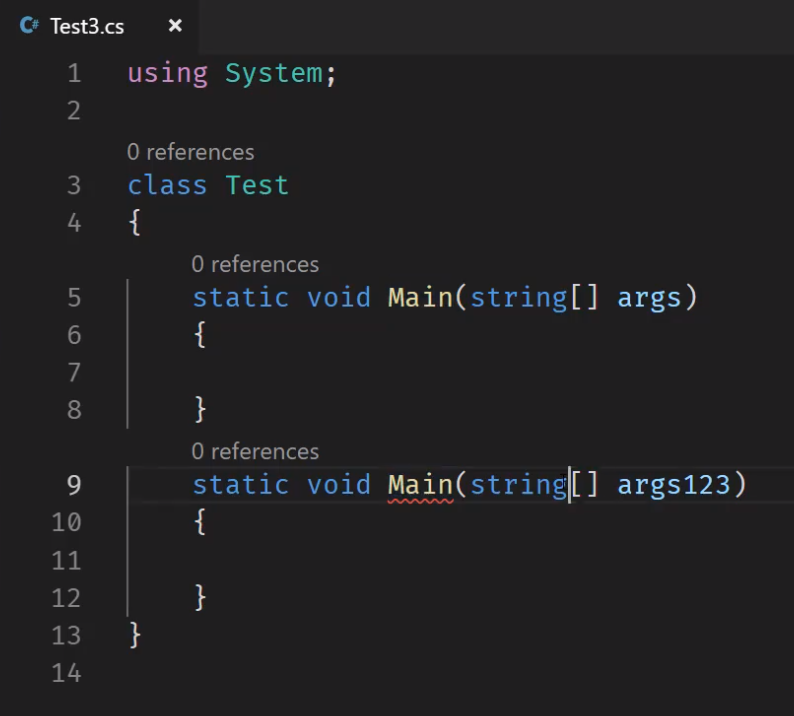 C# Test3.cs ×
1 using System;
2
0 references
3 class Test
4 {
0 references
5 static void Main(string[] args)
6 {
7
8 }
0 references
9 static void Main(string[] args123)
10 {
11
12 }
13 }
14